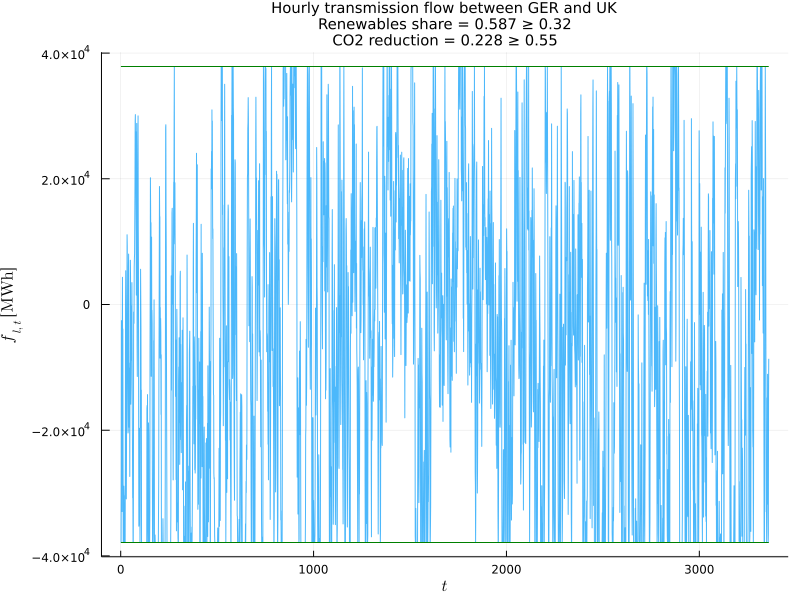 Hourly transmission flow between GER and UK
Renewables share = 0.587 ≥ 0.32
CO2 reduction = 0.228 ≥ 0.55
4.0×10⁴
2.0×10⁴
0
−2.0×10⁴
−4.0×10⁴
f_{l,t} [MWh]
0 1000 2000 3000
t